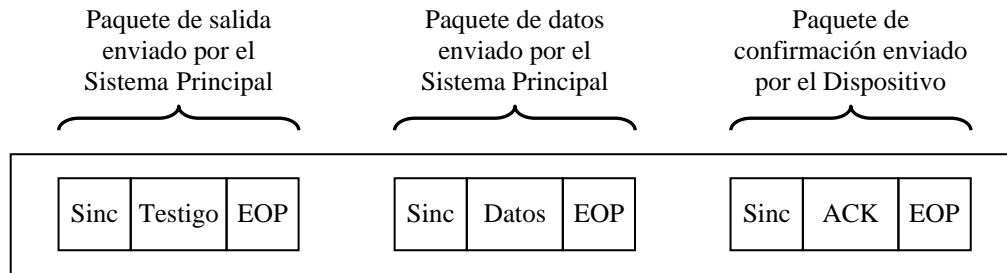 Paquete de salida
enviado por el
Sistema Principal
Paquete de datos
enviado por el
Sistema Principal
Paquete de
confirmación enviado
por el Dispositivo
Sinc Testigo EOP
Sinc Datos EOP
Sinc ACK EOP